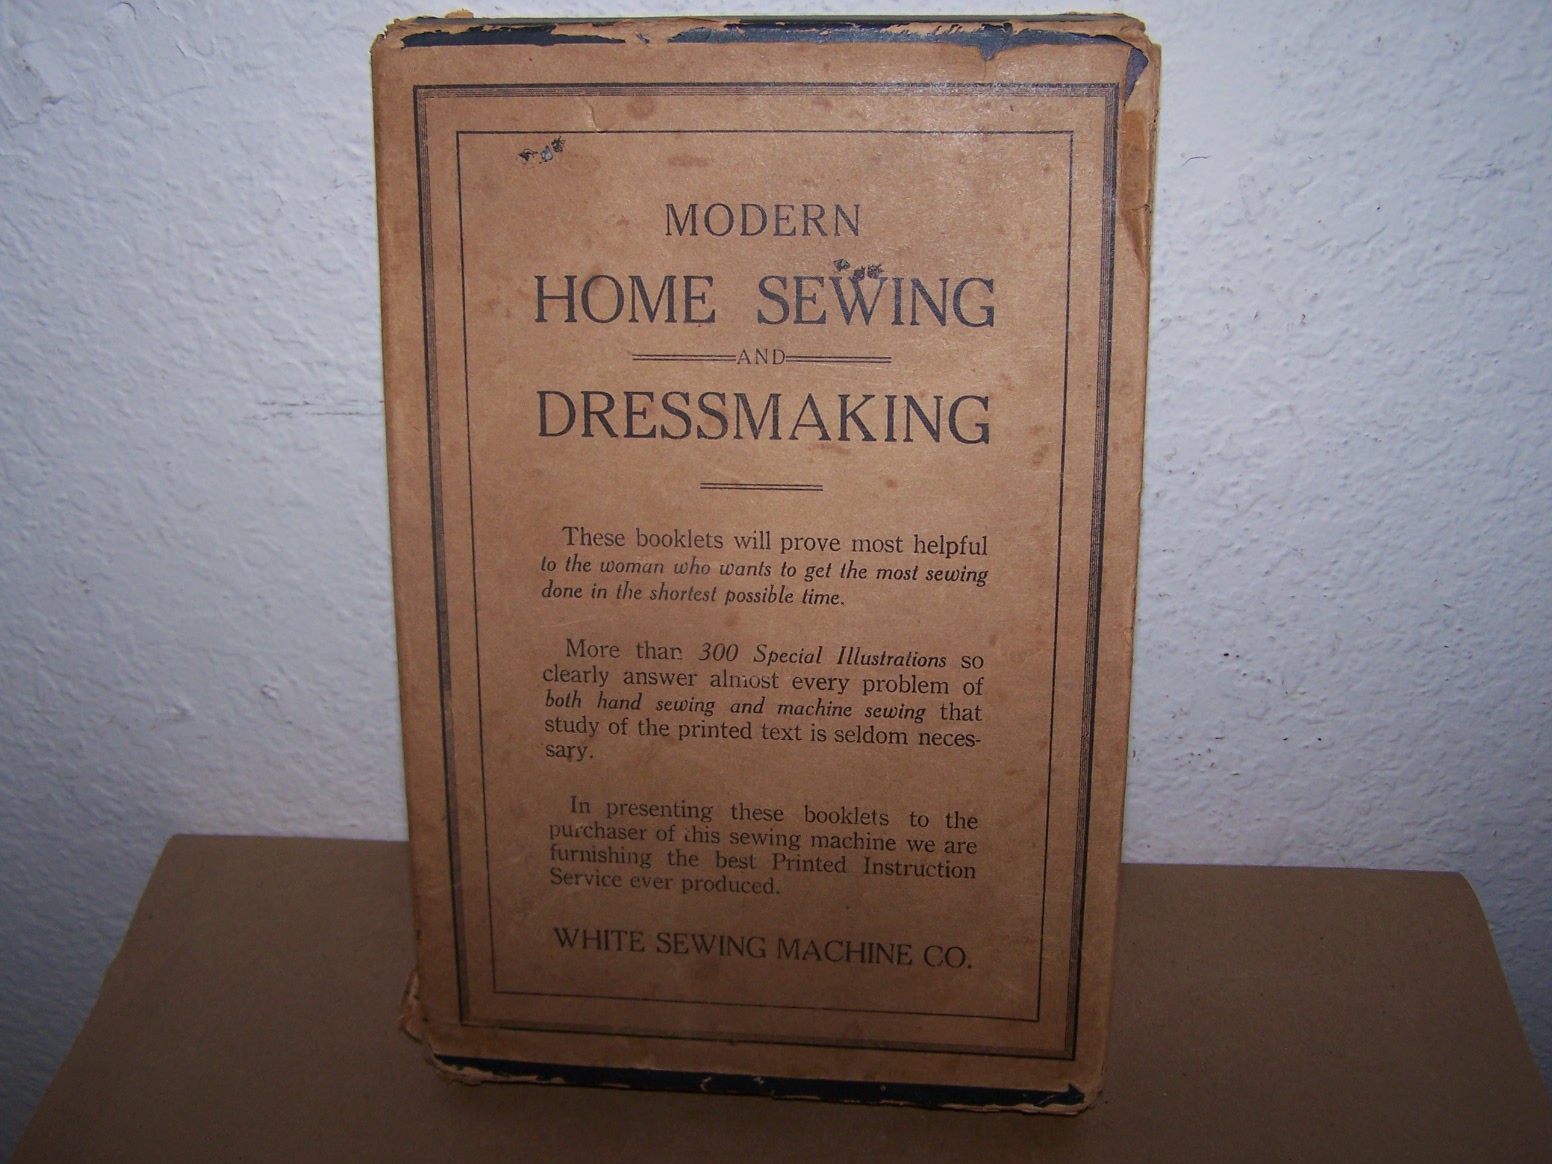 MODERN
HOME SEWING
AND
DRESSMAKING
These booklets will prove most helpful
to the woman who wants to get the most sewing
done in the shortest possible time.
More than 300 Special Illustrations so
clearly answer almost every problem of
both hand sewing and machine sewing that
study of the printed text is seldom neces-
sary.
In presenting these booklets to the
purchaser of this sewing machine we are
furnishing the best Printed Instruction
Service ever produced.
WHITE SEWING MACHINE CO.